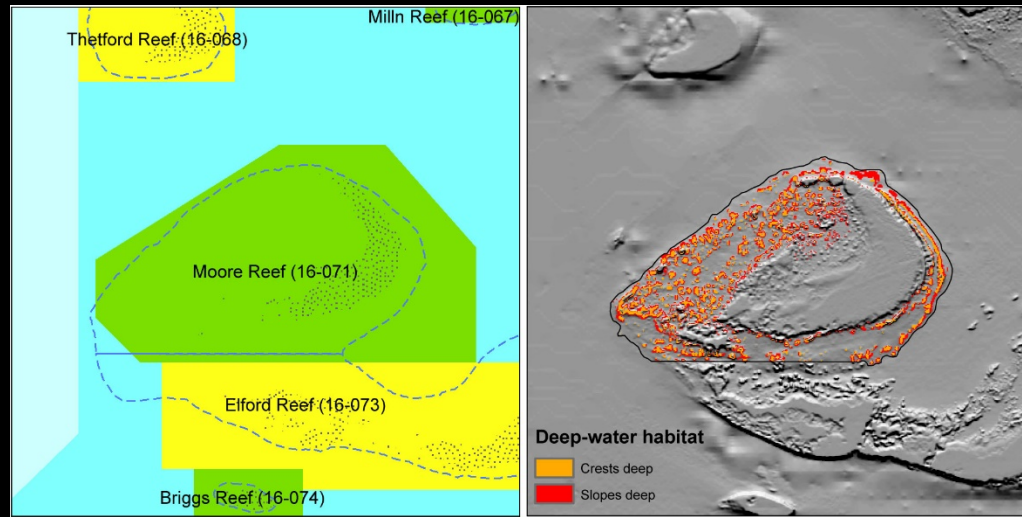 Milln Reef (16-067)
Thetford Reef (16-068)
Moore Reef (16-071)
Elford Reef (16-073)
Briggs Reef (16-074)
Deep-water habitat
Crests deep
Slopes deep